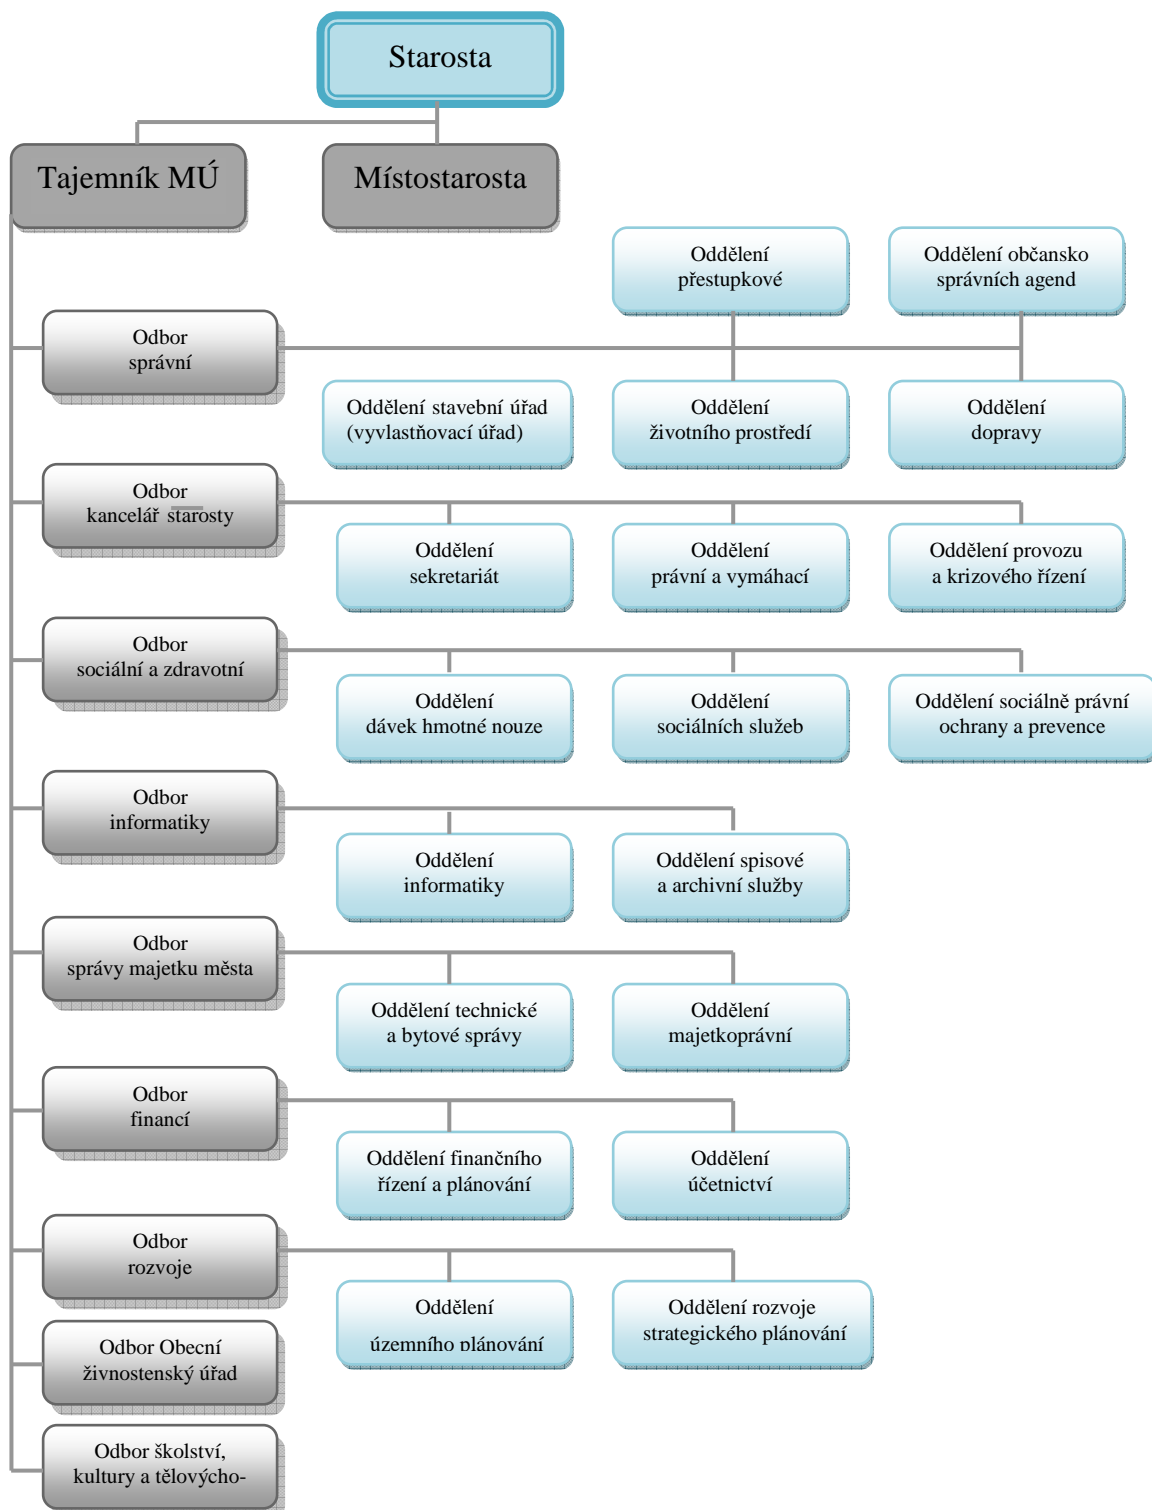 Starosta
Tajemník MÚ
Místostarosta
Oddělení
přestupkové
Oddělení občansko
správních agend
Odbor
správní
Oddělení stavební úřad
(vyvlastňovací úřad)
Oddělení
životního prostředí
Oddělení
dopravy
Odbor
kancelář starosty
Oddělení
sekretariát
Oddělení
právní a vymáhací
Oddělení provozu
a krizového řízení
Odbor
sociální a zdravotní
Oddělení
dávek hmotné nouze
Oddělení
sociálních služeb
Oddělení sociálně právní
ochrany a prevence
Odbor
informatiky
Oddělení
informatiky
Oddělení spisové
a archivní služby
Odbor
správy majetku města
Oddělení technické
a bytové správy
Oddělení
majetkoprávní
Odbor
financí
Oddělení finančního
řízení a plánování
Oddělení
účetnictví
Odbor
rozvoje
Oddělení
územního plánování
Oddělení rozvoje
strategického plánování
Odbor Obecní
živnostenský úřad
Odbor školství,
kultury a tělovýcho-